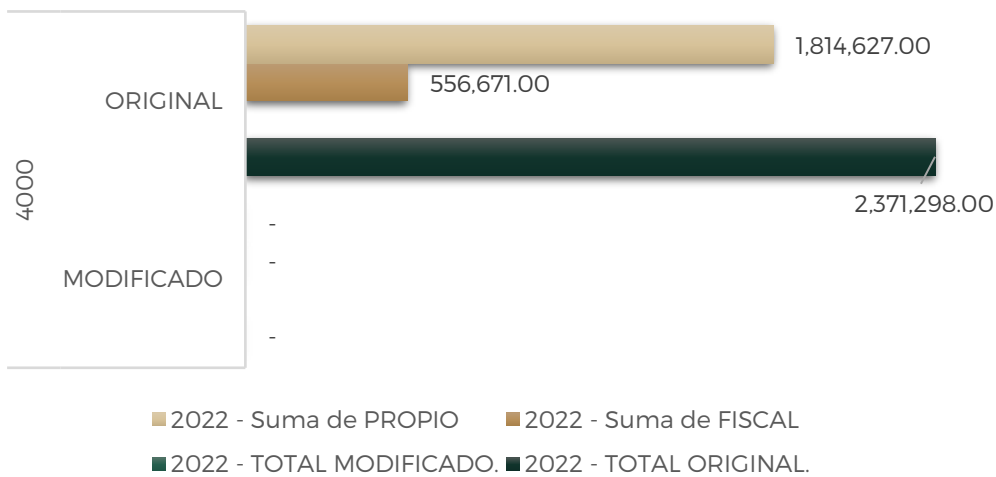 1,814,627.00
556,671.00
ORIGINAL
4000
2,371,298.00
-
-
MODIFICADO
-
2022 - Suma de PROPIO 2022 - Suma de FISCAL
2022 - TOTAL MODIFICADO. 2022 - TOTAL ORIGINAL.